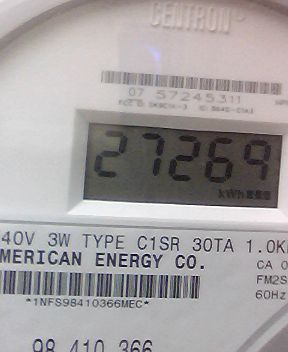 CENTRON
07 57245311
27269
kWh
40V 3W TYPE C1SR 30TA 1.0K
MERICAN ENERGY CO.
CA 0
FM2S
60Hz
*1NFS98410366MEC*
98 410 366